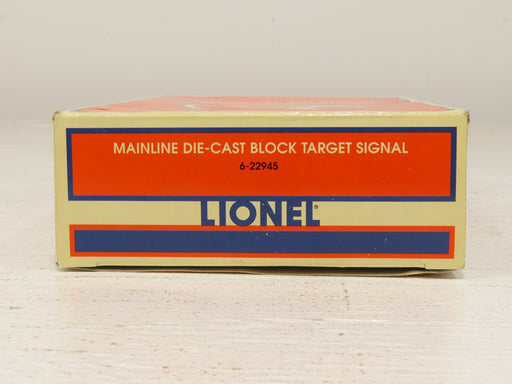 MAINLINE DIE-CAST BLOCK TARGET SIGNAL
6-22945
LIONEL